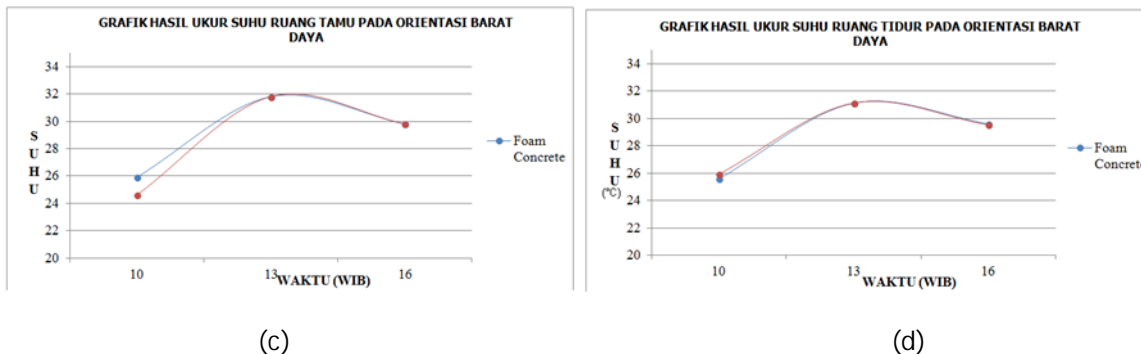 GRAFIK HASIL UKUR SUHU RUANG TAMU PADA ORIENTASI BARAT
DAYA
34
32
30
28
26
24
22
20
S
U
H
U
10
13
16
WAKTU (WIB)
Foam
Concrete
(c)
GRAFIK HASIL UKUR SUHU RUANG TIDUR PADA ORIENTASI BARAT
DAYA
34
32
30
28
26
24
22
20
S
U
H
U
(°C)
10
13
16
WAKTU (WIB)
Foam
Concrete
(d)